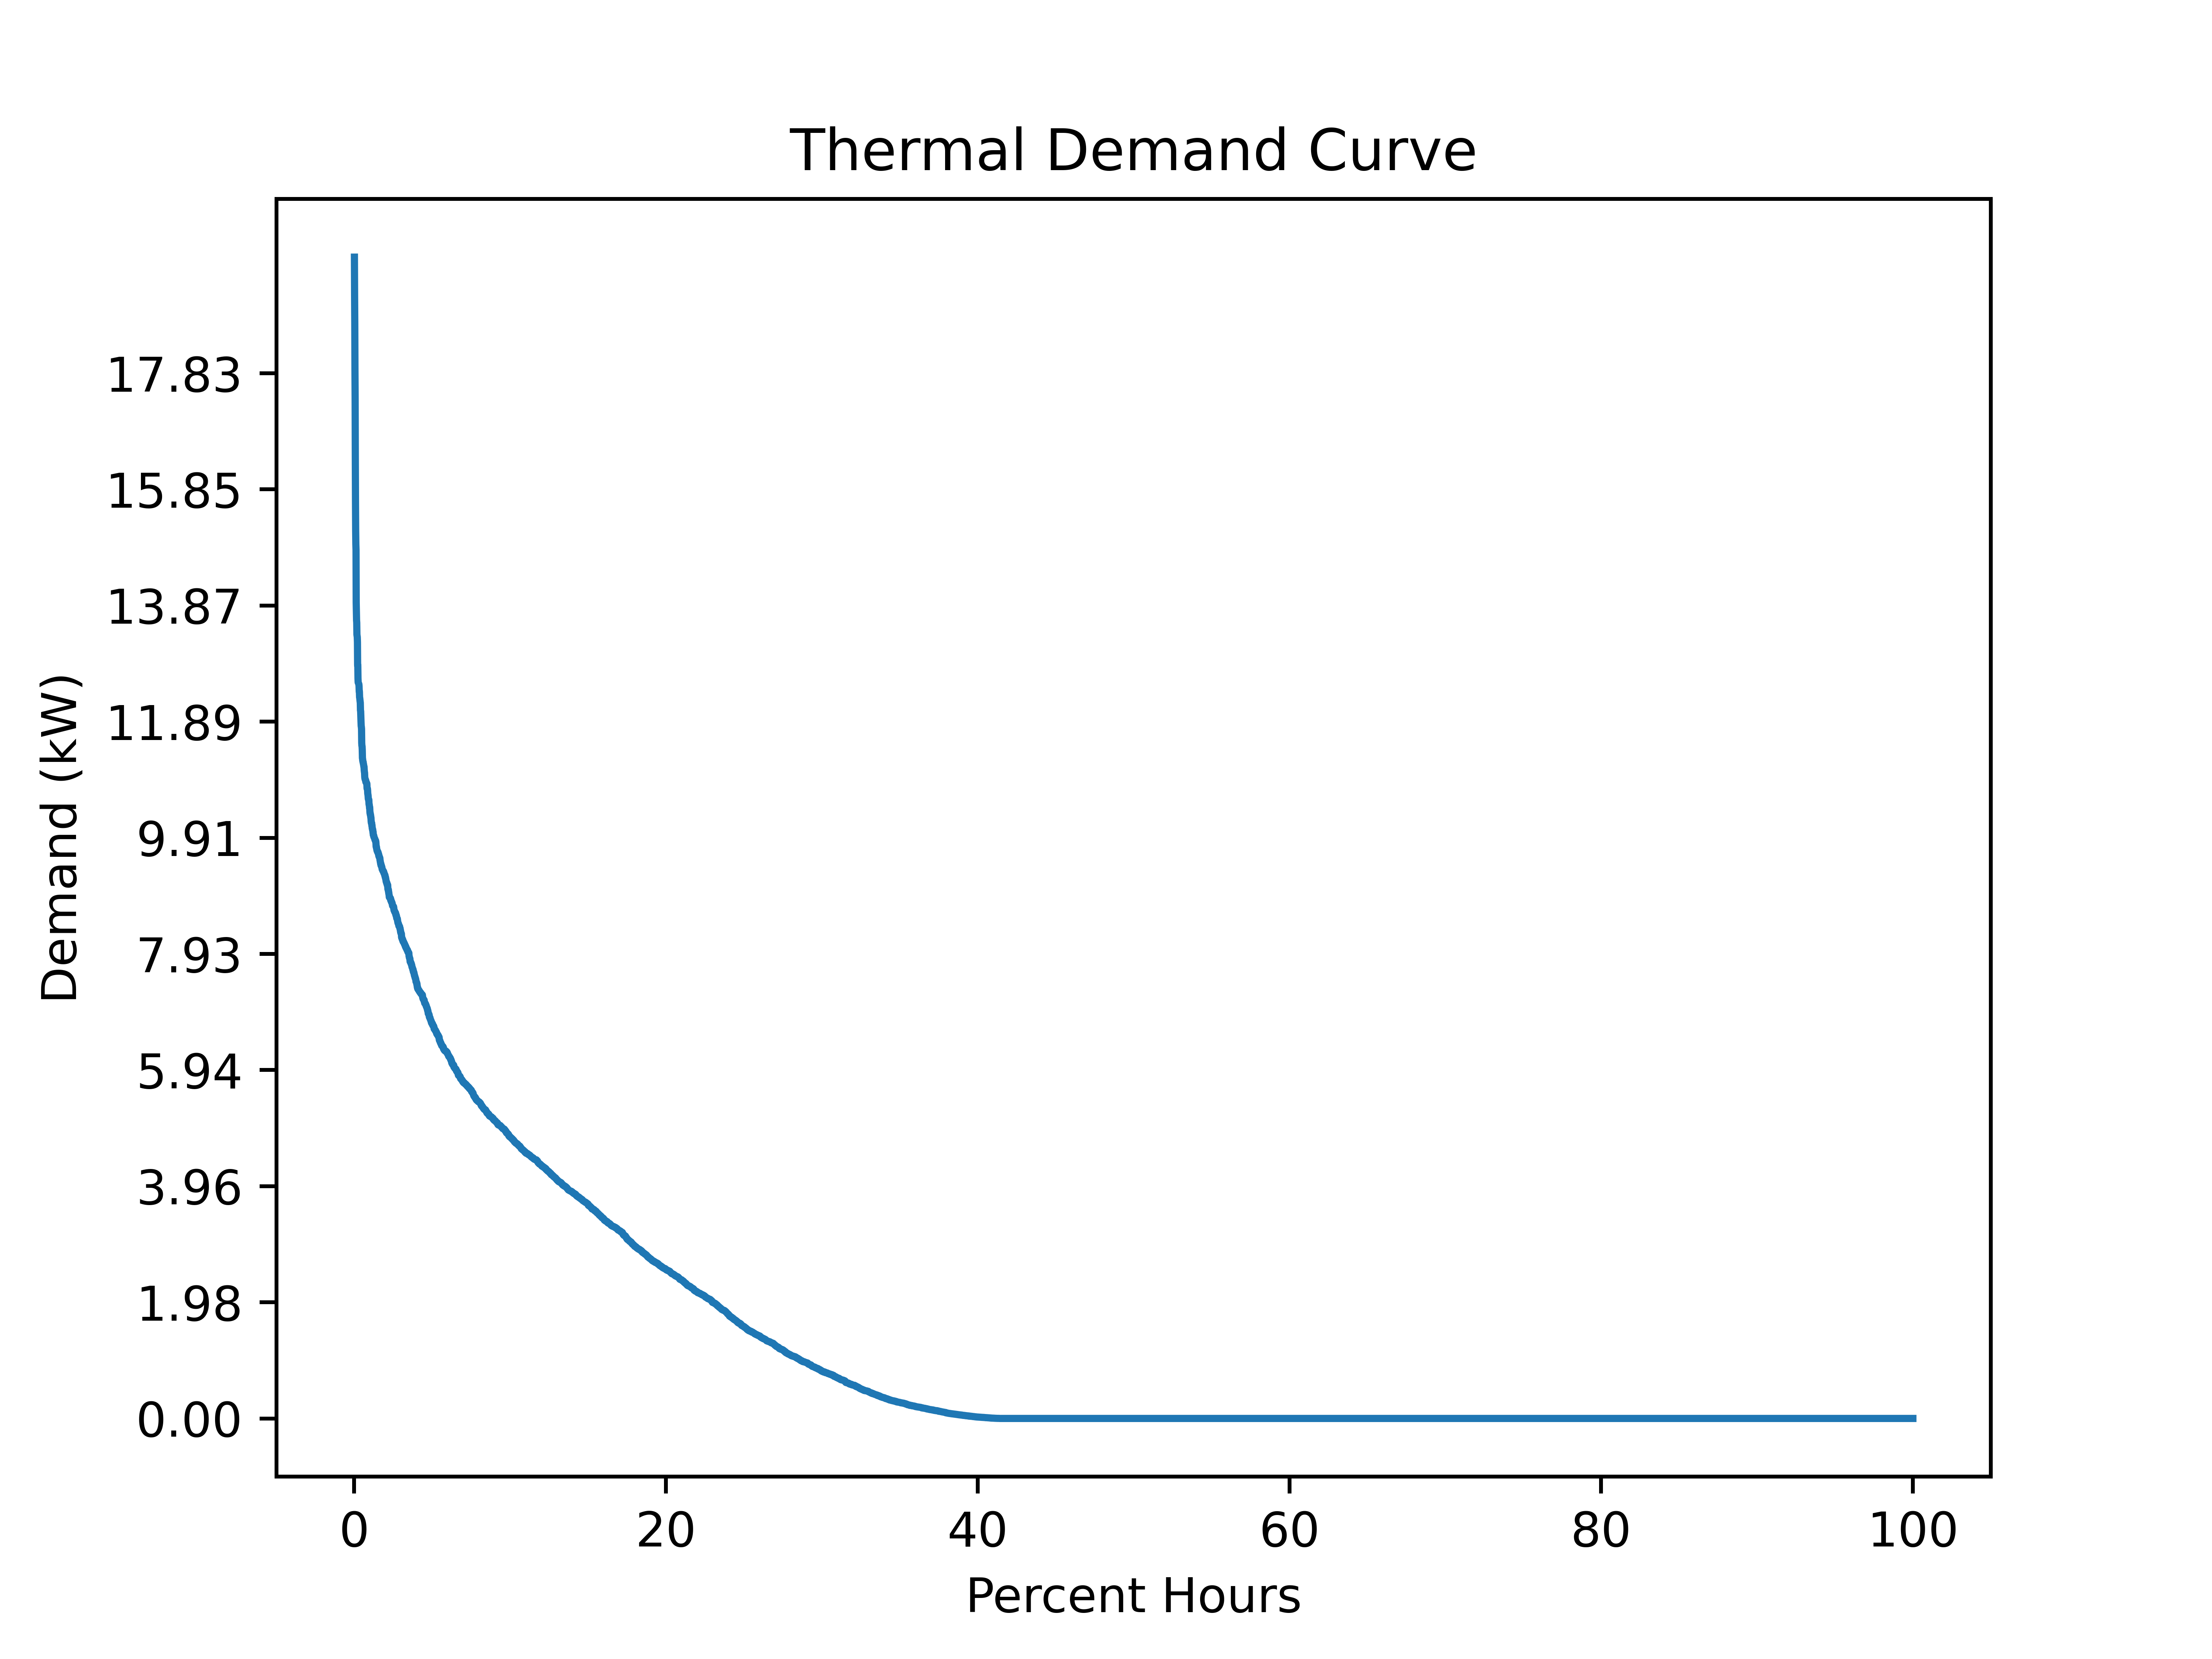 Thermal Demand Curve
Demand (kW)
17.83
15.85
13.87
11.89
9.91
7.93
5.94
3.96
1.98
0.00
0 20 40 60 80 100
Percent Hours